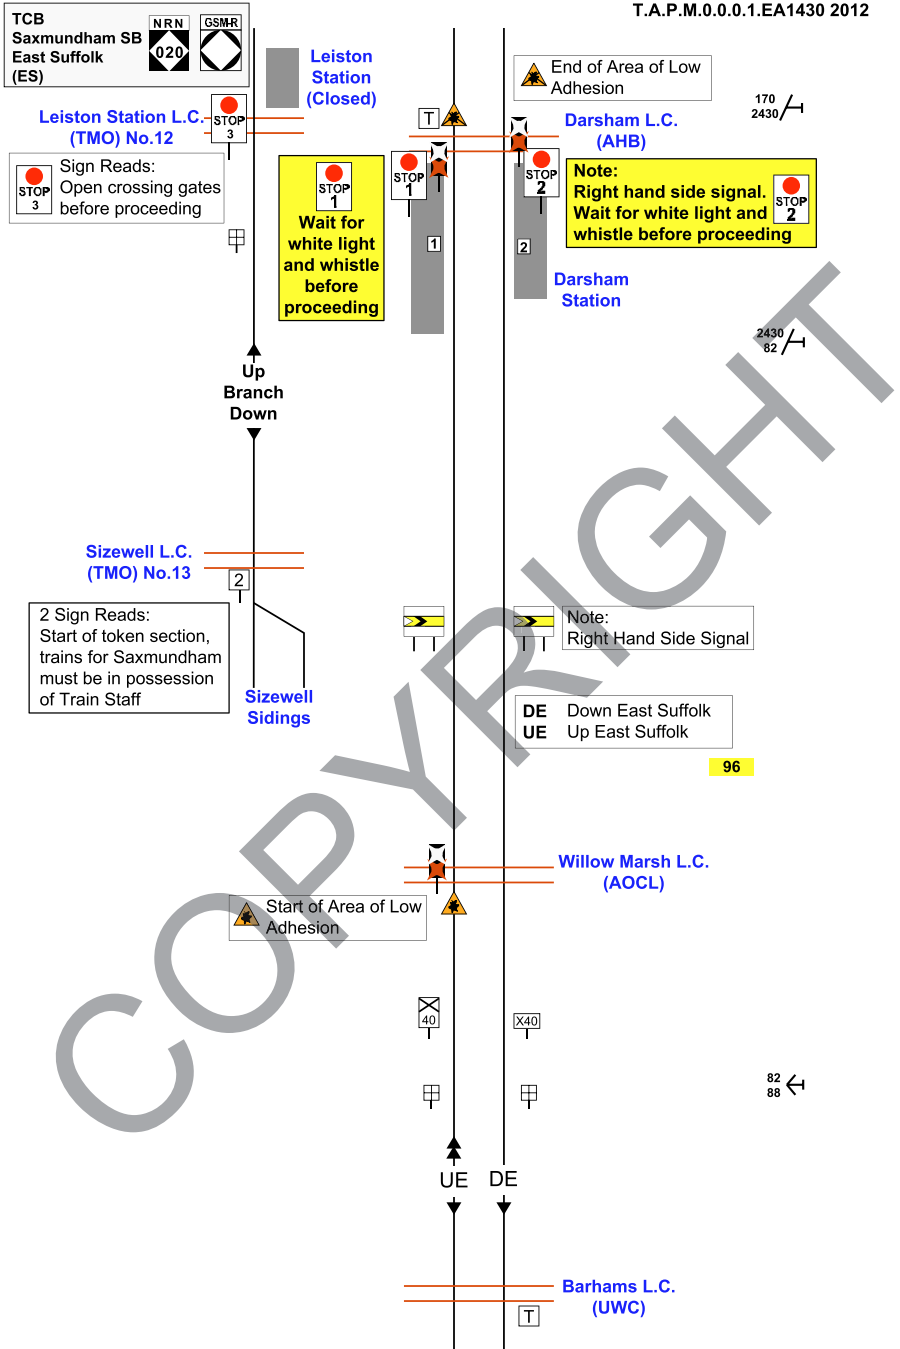 T.A.P.M.0.0.0.1.EA1430 2012
TCB
Saxmundham SB
East Suffolk
(ES)
NRN
020
GSM-R
Leiston
Station
(Closed)
End of Area of Low
Adhesion
170
2430
Leiston Station L.C.
(TMO) No.12
STOP
3
T
Darsham L.C.
(AHB)
STOP
3
Sign Reads:
Open crossing gates
before proceeding
STOP
1
Wait for
white light
and whistle
before
proceeding
STOP
1
STOP
2
Note:
Right hand side signal.
Wait for white light and
whistle before proceeding
STOP
2
1
2
Darsham
Station
2430
82
Up
Branch
Down
Sizewell L.C.
(TMO) No.13
2
2 Sign Reads:
Start of token section,
trains for Saxmundham
must be in possession
of Train Staff
Sizewell
Sidings
Note:
Right Hand Side Signal
DE Down East Suffolk
UE Up East Suffolk
96
Willow Marsh L.C.
(AOCL)
Start of Area of Low
Adhesion
40
X40
82
88
UE
DE
Barhams L.C.
(UWC)
T
COPYRIGHT